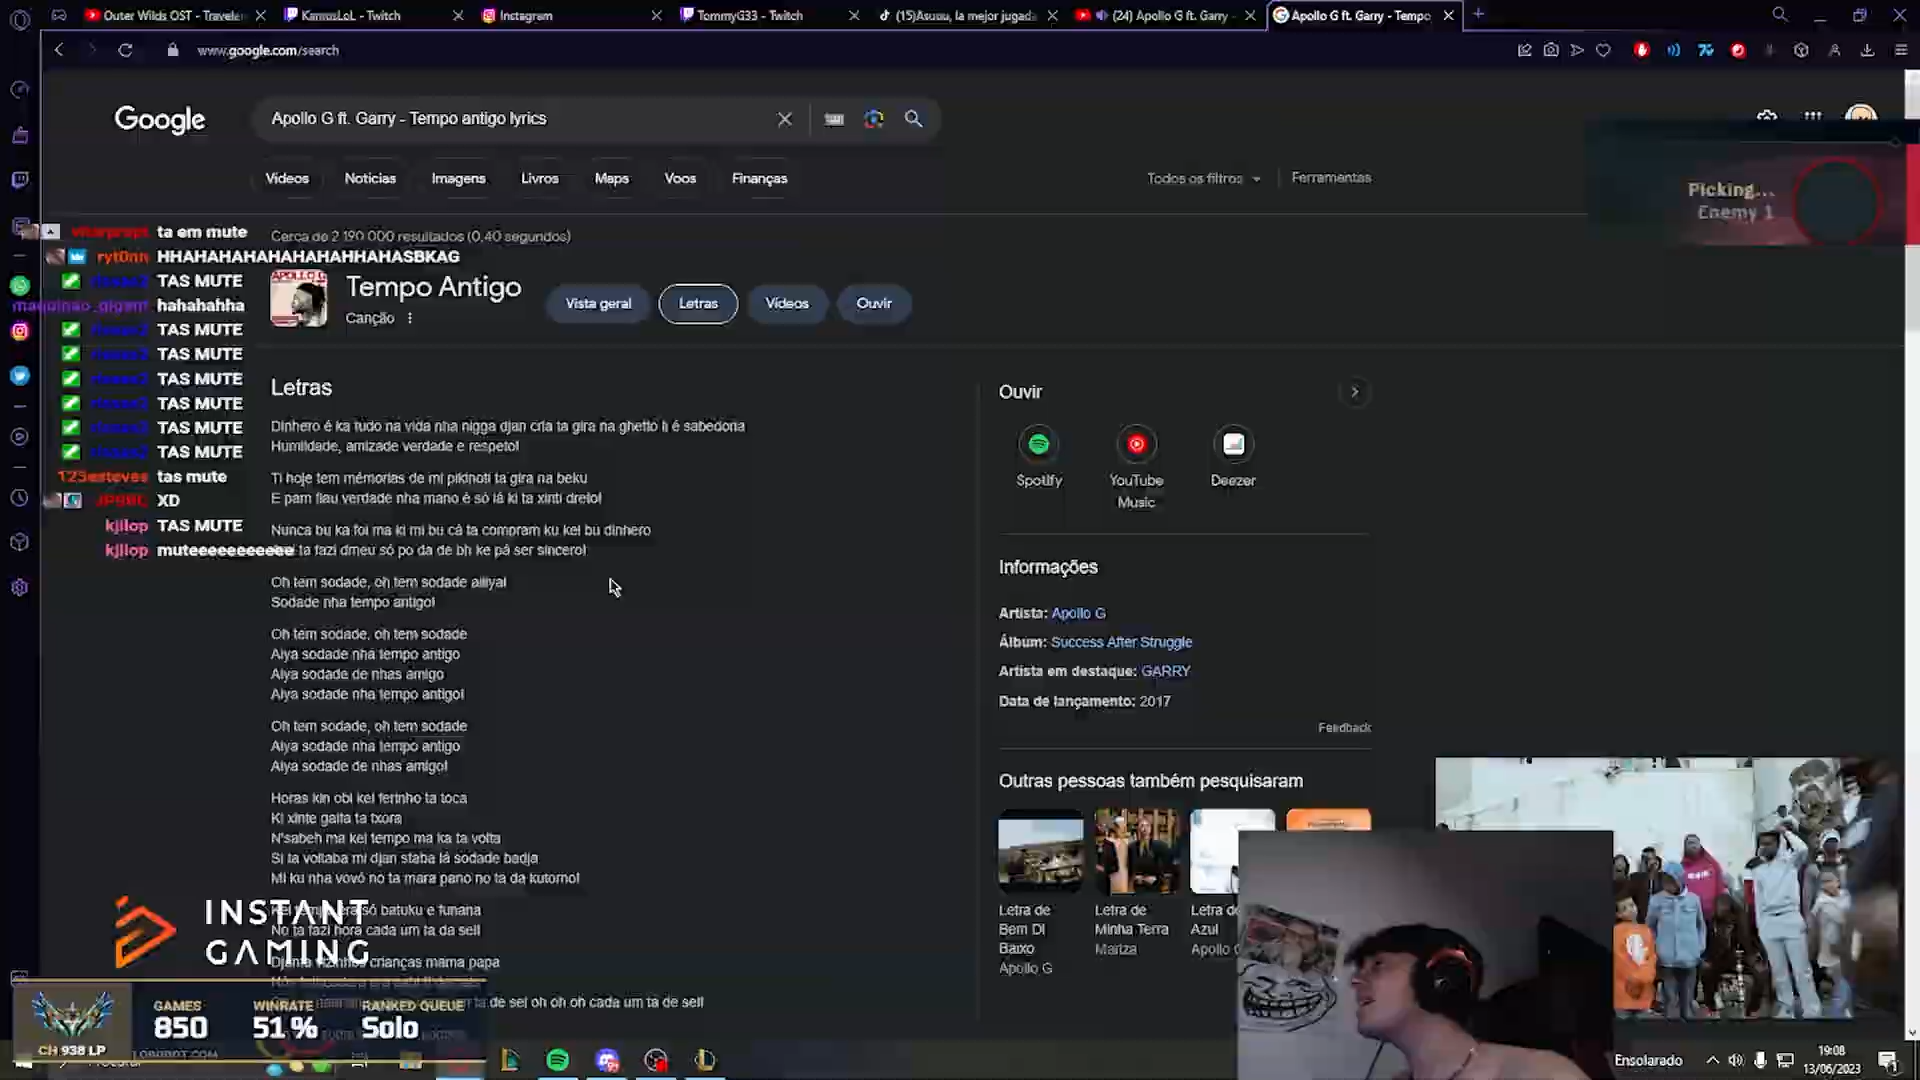 Outer Wilds OST - Travele
KamusLoL - Twitch
Instagram
TommyG33 - Twitch
(15)Asuuu, la mejor jugada
(24) Apollo G ft. Garry -
Apollo G ft. Garry - Tempo
www.google.com/search
Google
Apollo G ft. Garry - Tempo antigo lyrics
Vídeos
Notícias
Imagens
Livros
Maps
Voos
Finanças
Todos os filtros
Ferramentas
Picking...
Enemy 1
Cerca de 2 190 000 resultados (0,40 segundos)
ta em mute
ryt0nn HHAHAHAHAHAHAHAHHAHASBKAG
TAS MUTE
hahahahha
TAS MUTE
TAS MUTE
TAS MUTE
TAS MUTE
TAS MUTE
TAS MUTE
123esteves tas mute
XD
kjilop TAS MUTE
kjilop muteeeeeeeeeee
Tempo Antigo
Canção
Vista geral
Letras
Vídeos
Ouvir
Letras
Dinheiro é ka tudo na vida nha nigga djan cria ta gira na ghetto li é sabedoria
Humildade, amizade verdade e respeto!
Ti hoje tem mémorias de mi pikinoti ta gira na beku
E pam flau verdade nha mano é só lá ki ta xinti dreto!
Nunca bu ka foi ma ki mi bu cá ta compram ku kel bu dinhero
ta fazi dmeu só po da de bh ke pá ser sincero!
Oh tem sodade, oh tem sodade aiiiya!
Sodade nha tempo antigo!
Oh tem sodade, oh tem sodade
Aiya sodade nha tempo antigo
Aiya sodade de nhas amigo
Aiya sodade nha tempo antigo!
Oh tem sodade, oh tem sodade
Aiya sodade nha tempo antigo
Aiya sodade de nhas amigo!
Horas kin obi kel ferinho ta toca
Ki xinte gaita ta txora
N'sabeh ma kel tempo ma ka ta volta
Si ta voltaba mi djan staba lá sodade badja
Mi ku nha vovó no ta mara pano no ta da kutorno!
Kel tempo era só batuku e funana
No ta fazi hora cada um ta da sell
Djunta vizinhos crianças mama papa
ta de sel oh oh oh cada um ta de sell
Ouvir
Spotify
YouTube Music
Deezer
Informações
Artista: Apollo G
Álbum: Success After Struggle
Artista em destaque: GARRY
Data de lançamento: 2017
Feedback
Outras pessoas também pesquisaram
Letra de Bem Di Baixo
Apollo G
Letra de Minha Terra
Mariza
Letra de Azul
Apollo G
INSTANT GAMING
GAMES
850
WINRATE
51%
RANKED QUEUE
Solo
CH 938 LP
Ensolarado
19:08
13/06/2023